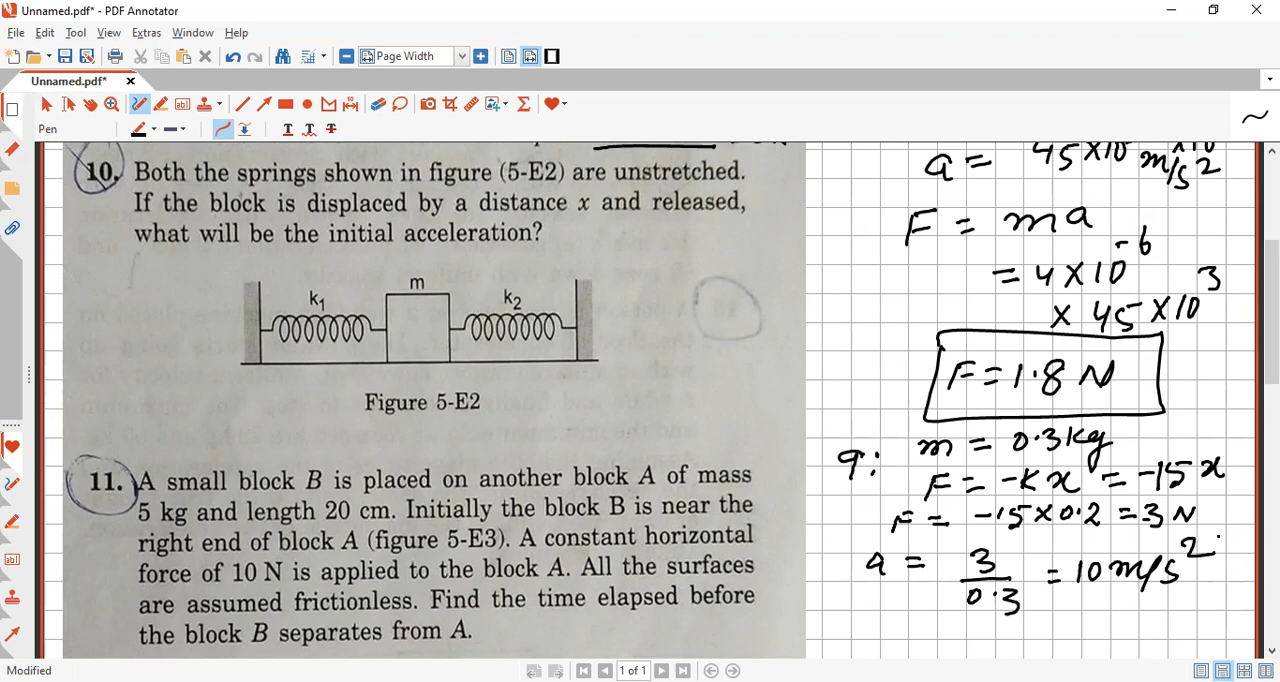 Unnamed.pdf* - PDF Annotator
File Edit Tool View Extras Window Help
Page Width
Unnamed.pdf*
Pen
10. Both the springs shown in figure (5-E2) are unstretched.
If the block is displaced by a distance x and released,
what will be the initial acceleration?
k₁ m k₂
Figure 5-E2
11. A small block B is placed on another block A of mass
5 kg and length 20 cm. Initially the block B is near the
right end of block A (figure 5-E3). A constant horizontal
force of 10 N is applied to the block A. All the surfaces
are assumed frictionless. Find the time elapsed before
the block B separates from A.
a = 45×10 m/s2
F = ma
= 4×10⁻⁶
× 45×10³
F = 1.8 N
9: m = 0.3kg
F = -kx = -15x
F = -15×0.2 = 3 N
a = 3/0.3 = 10 m/s²
Modified
1 of 1